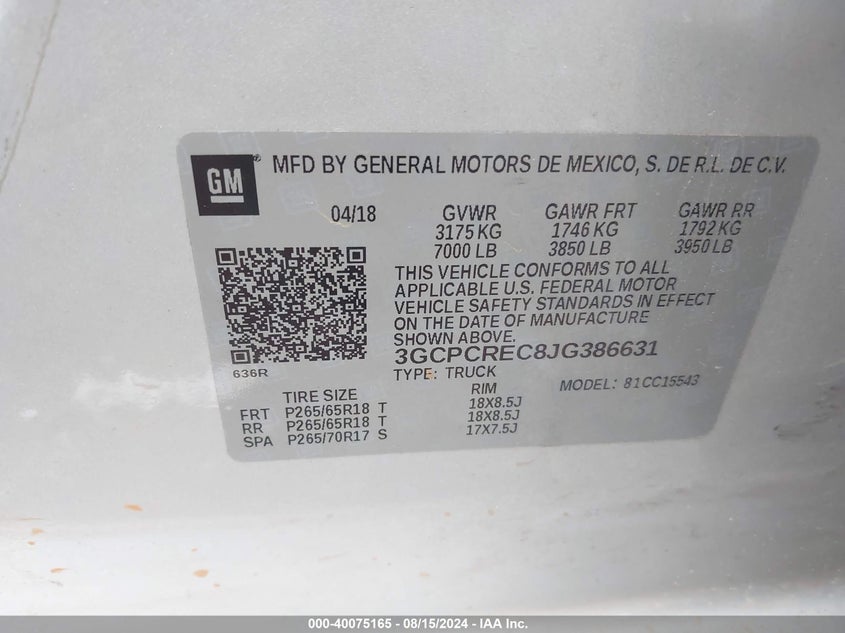 GM ® MFD BY GENERAL MOTORS DE MEXICO, S. DE R.L. DE C.V.
04/18 GVWR GAWR FRT GAWR RR
3175 KG 1746 KG 1792 KG
7000 LB 3850 LB 3950 LB
THIS VEHICLE CONFORMS TO ALL
APPLICABLE U.S. FEDERAL MOTOR
VEHICLE SAFETY STANDARDS IN EFFECT
ON THE DATE OF MANUFACTURE
SHOWN ABOVE.
3GCPCREC8JG386631
636R TYPE: TRUCK MODEL: 81CC15543
TIRE SIZE RIM
FRT P265/65R18 T 18X8.5J
RR P265/65R18 T 18X8.5J
SPA P265/70R17 S 17X7.5J
000-40075165 - 08/15/2024 - IAA Inc.